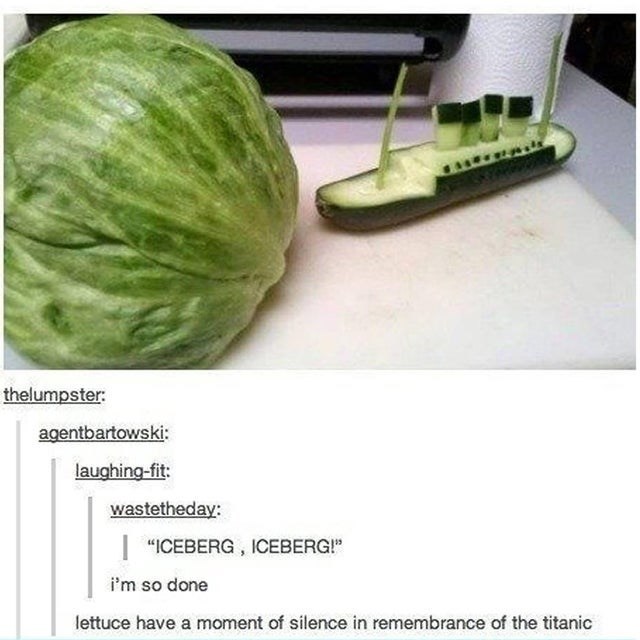 thelumpster:
agentbartowski:
laughing-fit:
wastetheday:
“ICEBERG , ICEBERG!”
i'm so done
lettuce have a moment of silence in remembrance of the titanic